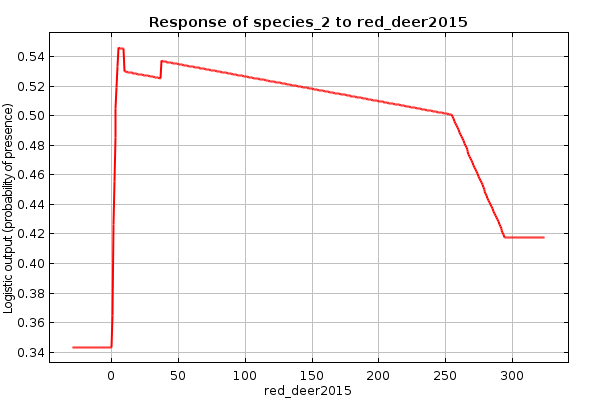 Response of species_2 to red_deer2015
Logistic output (probability of presence)
0.54
0.52
0.50
0.48
0.46
0.44
0.42
0.40
0.38
0.36
0.34
0 50 100 150 200 250 300
red_deer2015